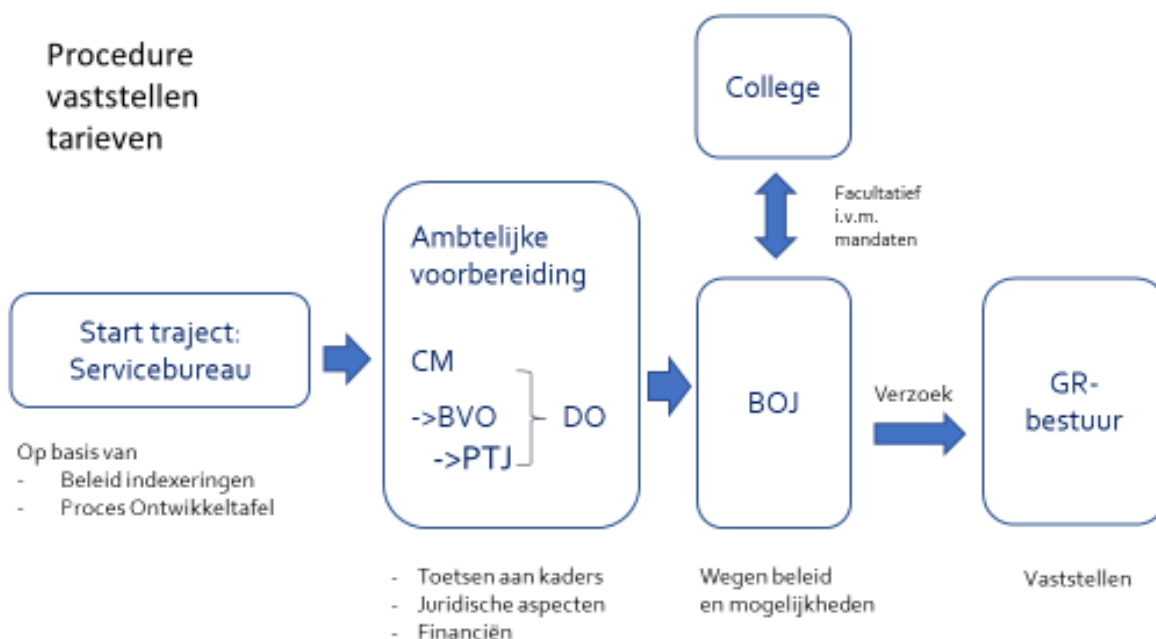 Procedure
vaststellen
tarieven
College
Facultatief
i.v.m.
mandaten
Ambtelijke
voorbereiding
CM
->BVO
->PTJ
DO
Start traject:
Servicebureau
BOJ
Verzoek
GR-
bestuur
Op basis van
- Beleid indexeringen
- Proces Ontwikkeltafel
- Toetsen aan kaders
- Juridische aspecten
- Financiën
Wegen beleid
en mogelijkheden
Vaststellen